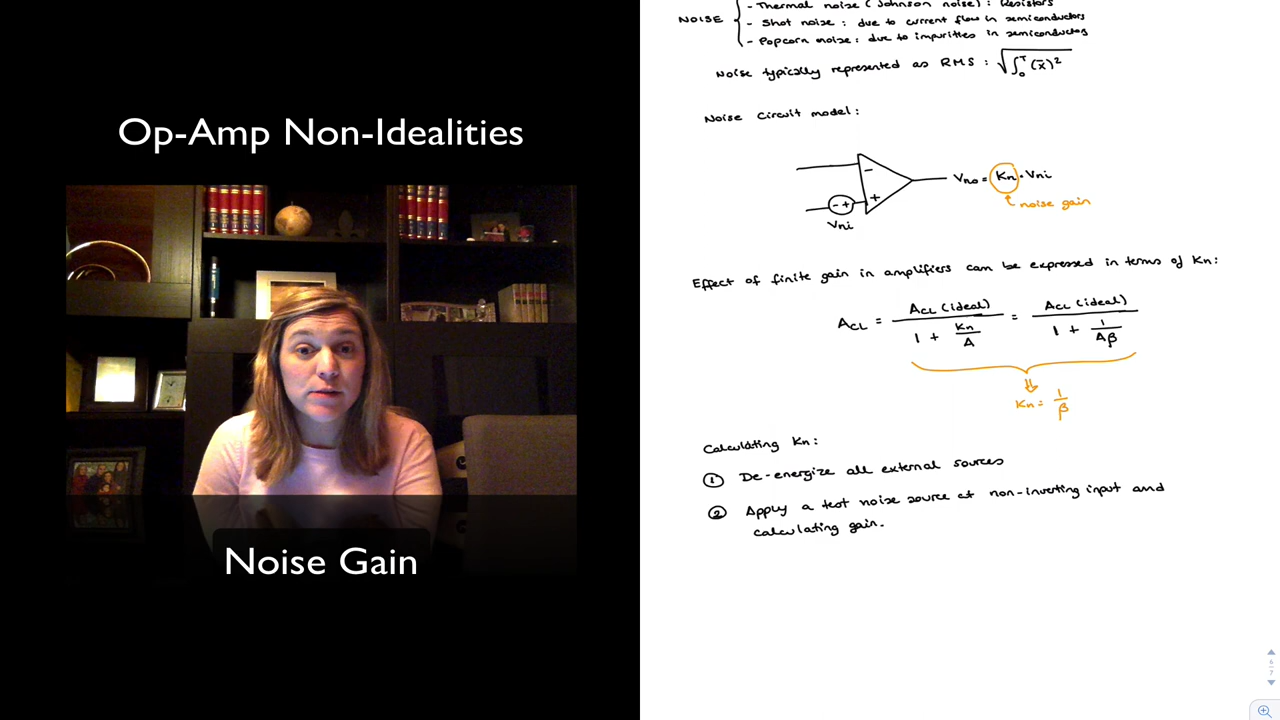 Op-Amp Non-Idealities
Noise Gain
- Thermal noise (Johnson noise) : Resistors
NOISE
- Shot noise : due to current flow in semiconductors
- Popcorn noise : due to impurities in semiconductors
Noise typically represented as RMS : √∫₀ᵀ (x̄)²
Noise Circuit model :
-
+
- +
Vni
Vno = Kn · Vni
noise gain
Effect of finite gain in amplifiers can be expressed in terms of Kn :
ACL = ACL (ideal) / (1 + Kn/A) = ACL (ideal) / (1 + 1/Aβ)
Kn = 1/β
Calculating Kn :
① De-energize all external sources
② Apply a test noise source at non-inverting input and
calculating gain.
6
7